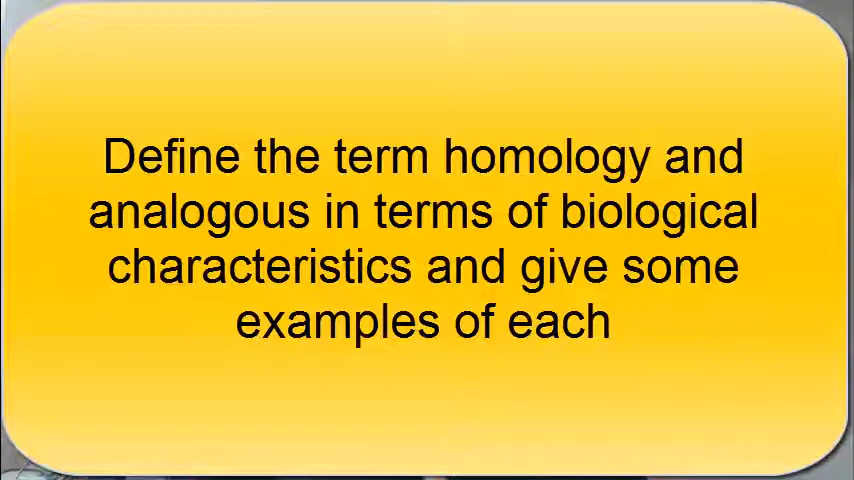 Define the term homology and
analogous in terms of biological
characteristics and give some
examples of each